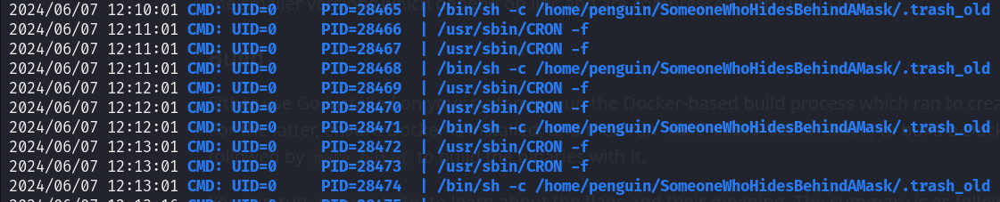 2024/06/07 12:10:01 CMD: UID=0 PID=28465 | /bin/sh -c /home/penguin/SomeoneWhoHidesBehindAMask/.trash_old
2024/06/07 12:11:01 CMD: UID=0 PID=28466 | /usr/sbin/CRON -f
2024/06/07 12:11:01 CMD: UID=0 PID=28467 | /usr/sbin/CRON -f
2024/06/07 12:11:01 CMD: UID=0 PID=28468 | /bin/sh -c /home/penguin/SomeoneWhoHidesBehindAMask/.trash_old
2024/06/07 12:12:01 CMD: UID=0 PID=28469 | /usr/sbin/CRON -f
2024/06/07 12:12:01 CMD: UID=0 PID=28470 | /usr/sbin/CRON -f
2024/06/07 12:12:01 CMD: UID=0 PID=28471 | /bin/sh -c /home/penguin/SomeoneWhoHidesBehindAMask/.trash_old
2024/06/07 12:13:01 CMD: UID=0 PID=28472 | /usr/sbin/CRON -f
2024/06/07 12:13:01 CMD: UID=0 PID=28473 | /usr/sbin/CRON -f
2024/06/07 12:13:01 CMD: UID=0 PID=28474 | /bin/sh -c /home/penguin/SomeoneWhoHidesBehindAMask/.trash_old